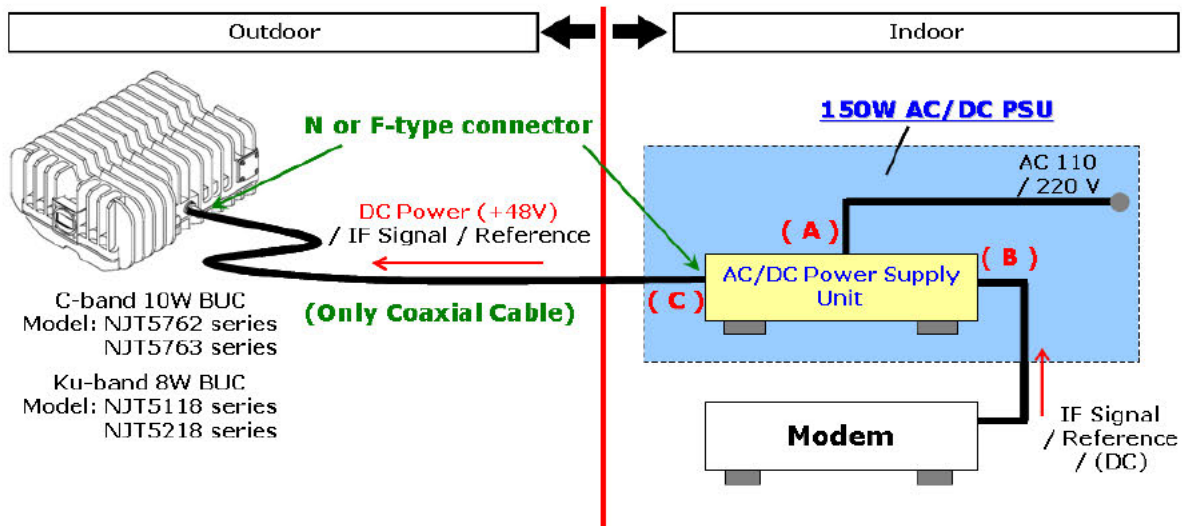 Outdoor
Indoor
N or F-type connector
150W AC/DC PSU
AC 110
/ 220 V
DC Power (+48V)
/ IF Signal / Reference
( A )
( B )
AC/DC Power Supply
Unit
( C )
(Only Coaxial Cable)
C-band 10W BUC
Model: NJT5762 series
NJT5763 series
Ku-band 8W BUC
Model: NJT5118 series
NJT5218 series
Modem
IF Signal
/ Reference
/ (DC)